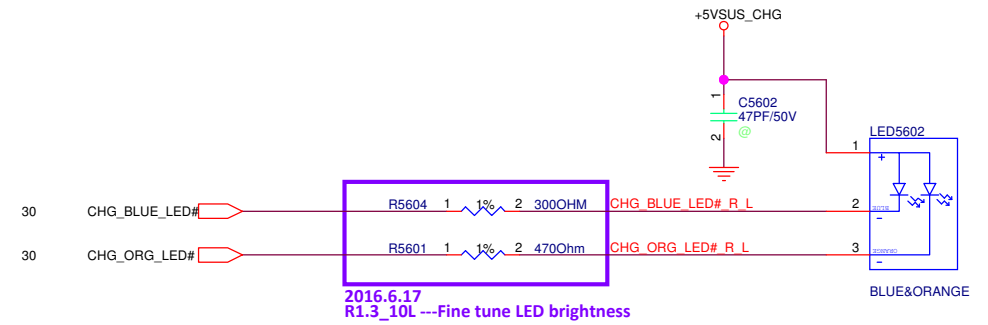 +5VSUS_CHG
1
C5602
47PF/50V
@
2
LED5602
1
+
30 CHG_BLUE_LED# R5604 1 1% 2 300OHM CHG_BLUE_LED#_R_L 2 BLUE
-
30 CHG_ORG_LED# R5601 1 1% 2 470Ohm CHG_ORG_LED#_R_L 3 ORUANGE
-
BLUE&ORANGE
2016.6.17
R1.3_10L ---Fine tune LED brightness